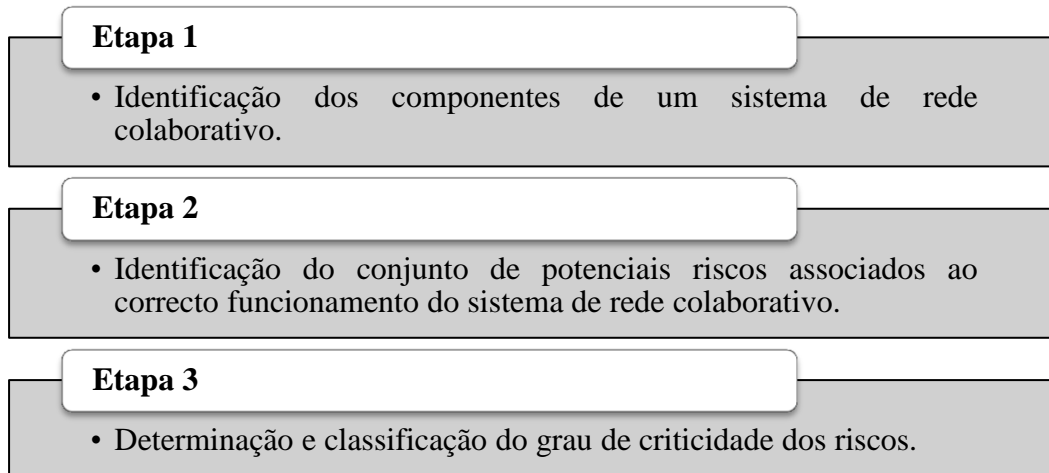 Etapa 1
• Identificação dos componentes de um sistema de rede
colaborativo.
Etapa 2
• Identificação do conjunto de potenciais riscos associados ao
correcto funcionamento do sistema de rede colaborativo.
Etapa 3
• Determinação e classificação do grau de criticidade dos riscos.